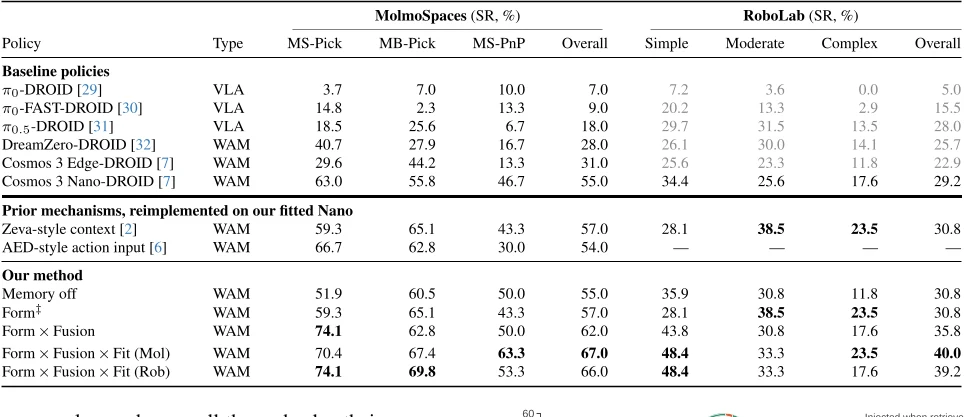 MolmoSpaces (SR, %) RoboLab (SR, %)
Policy Type MS-Pick MB-Pick MS-PnP Overall Simple Moderate Complex Overall
Baseline policies
π0-DROID [29] VLA 3.7 7.0 10.0 7.0 7.2 3.6 0.0 5.0
π0-FAST-DROID [30] VLA 14.8 2.3 13.3 9.0 20.2 13.3 2.9 15.5
π0.5-DROID [31] VLA 18.5 25.6 6.7 18.0 29.7 31.5 13.5 28.0
DreamZero-DROID [32] WAM 40.7 27.9 16.7 28.0 26.1 30.0 14.1 25.7
Cosmos 3 Edge-DROID [7] WAM 29.6 44.2 13.3 31.0 25.6 23.3 11.8 22.9
Cosmos 3 Nano-DROID [7] WAM 63.0 55.8 46.7 55.0 34.4 25.6 17.6 29.2
Prior mechanisms, reimplemented on our fitted Nano
Zeva-style context [2] WAM 59.3 65.1 43.3 57.0 28.1 38.5 23.5 30.8
AED-style action input [6] WAM 66.7 62.8 30.0 54.0 — — — —
Our method
Memory off WAM 51.9 60.5 50.0 55.0 35.9 30.8 11.8 30.8
Form‡ WAM 59.3 65.1 43.3 57.0 28.1 38.5 23.5 30.8
Form × Fusion WAM 74.1 62.8 50.0 62.0 43.8 30.8 17.6 35.8
Form × Fusion × Fit (Mol) WAM 70.4 67.4 63.3 67.0 48.4 33.3 23.5 40.0
Form × Fusion × Fit (Rob) WAM 74.1 69.8 53.3 66.0 48.4 33.3 17.6 39.2
60